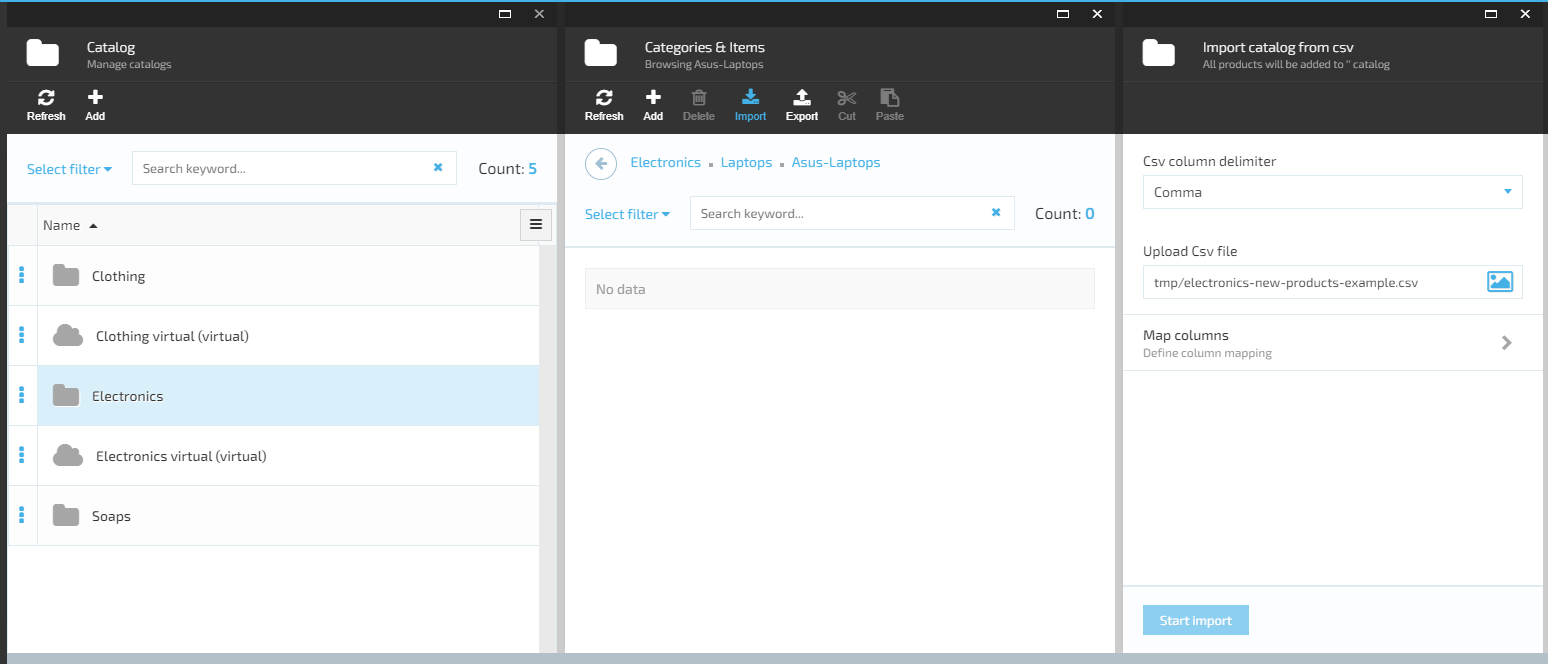 Catalog
Manage catalogs
Refresh Add
Select filter Search keyword... Count: 5
Name
Clothing
Clothing virtual (virtual)
Electronics
Electronics virtual (virtual)
Soaps
Categories & Items
Browsing Asus-Laptops
Refresh Add Delete Import Export Cut Paste
Electronics Laptops Asus-Laptops
Select filter Search keyword... Count: 0
No data
Import catalog from csv
All products will be added to '' catalog
Csv column delimiter
Comma
Upload Csv file
tmp/electronics-new-products-example.csv
Map columns
Define column mapping
Start import